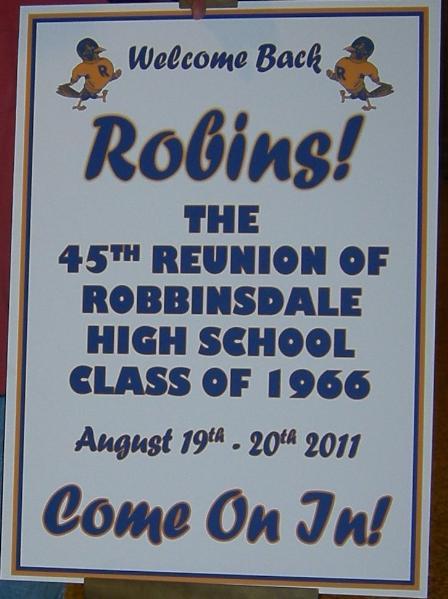 Welcome Back
R
R
Robins!
THE
45TH REUNION OF
ROBBINSDALE
HIGH SCHOOL
CLASS OF 1966
August 19th - 20th 2011
Come On In!